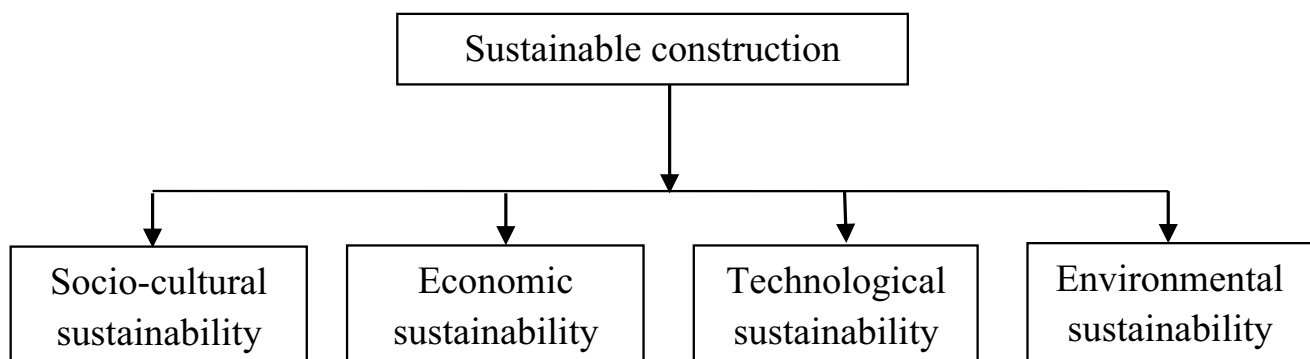 Sustainable construction
Socio-cultural
sustainability
Economic
sustainability
Technological
sustainability
Environmental
sustainability